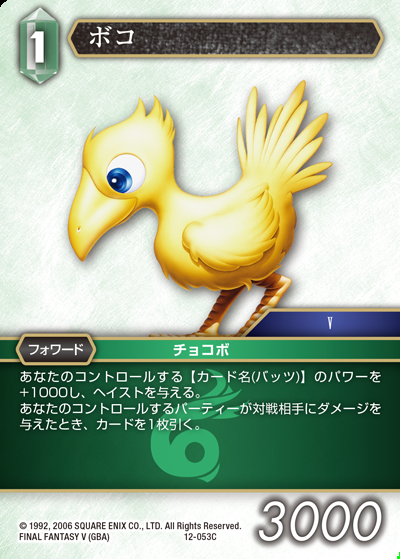 1
ボコ
V
フォワード
チョコボ
あなたのコントロールする【カード名(バッツ)】のパワーを
+1000し、ヘイストを与える。
あなたのコントロールするパーティーが対戦相手にダメージを
与えたとき、カードを1枚引く。
© 1992, 2006 SQUARE ENIX CO., LTD. All Rights Reserved.
FINAL FANTASY V (GBA)
12-053C
3000